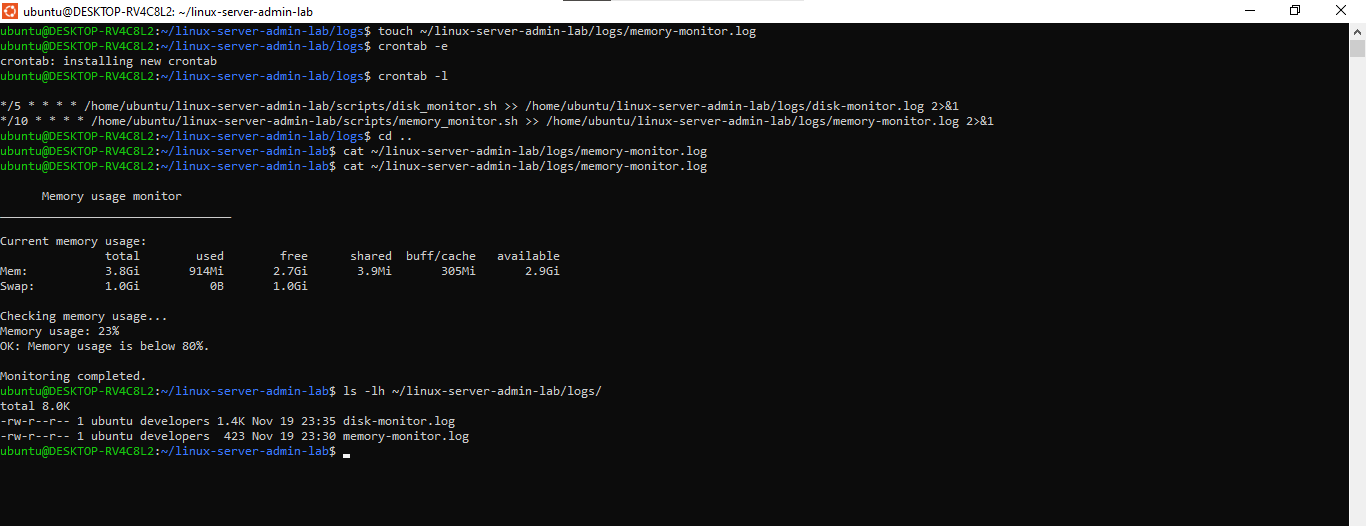 ubuntu@DESKTOP-RV4C8L2: ~/linux-server-admin-lab
ubuntu@DESKTOP-RV4C8L2:~/linux-server-admin-lab/logs$ touch ~/linux-server-admin-lab/logs/memory-monitor.log
ubuntu@DESKTOP-RV4C8L2:~/linux-server-admin-lab/logs$ crontab -e
crontab: installing new crontab
ubuntu@DESKTOP-RV4C8L2:~/linux-server-admin-lab/logs$ crontab -l
*/5 * * * * /home/ubuntu/linux-server-admin-lab/scripts/disk_monitor.sh >> /home/ubuntu/linux-server-admin-lab/logs/disk-monitor.log 2>&1
*/10 * * * * /home/ubuntu/linux-server-admin-lab/scripts/memory_monitor.sh >> /home/ubuntu/linux-server-admin-lab/logs/memory-monitor.log 2>&1
ubuntu@DESKTOP-RV4C8L2:~/linux-server-admin-lab/logs$ cd ..
ubuntu@DESKTOP-RV4C8L2:~/linux-server-admin-lab$ cat ~/linux-server-admin-lab/logs/memory-monitor.log
ubuntu@DESKTOP-RV4C8L2:~/linux-server-admin-lab$ cat ~/linux-server-admin-lab/logs/memory-monitor.log
      Memory usage monitor
_________________________________
Current memory usage:
               total        used        free      shared  buff/cache   available
Mem:           3.8Gi       914Mi       2.7Gi       3.9Mi       305Mi       2.9Gi
Swap:          1.0Gi          0B       1.0Gi
Checking memory usage...
Memory usage: 23%
OK: Memory usage is below 80%.
Monitoring completed.
ubuntu@DESKTOP-RV4C8L2:~/linux-server-admin-lab$ ls -lh ~/linux-server-admin-lab/logs/
total 8.0K
-rw-r--r-- 1 ubuntu developers 1.4K Nov 19 23:35 disk-monitor.log
-rw-r--r-- 1 ubuntu developers  423 Nov 19 23:30 memory-monitor.log
ubuntu@DESKTOP-RV4C8L2:~/linux-server-admin-lab$